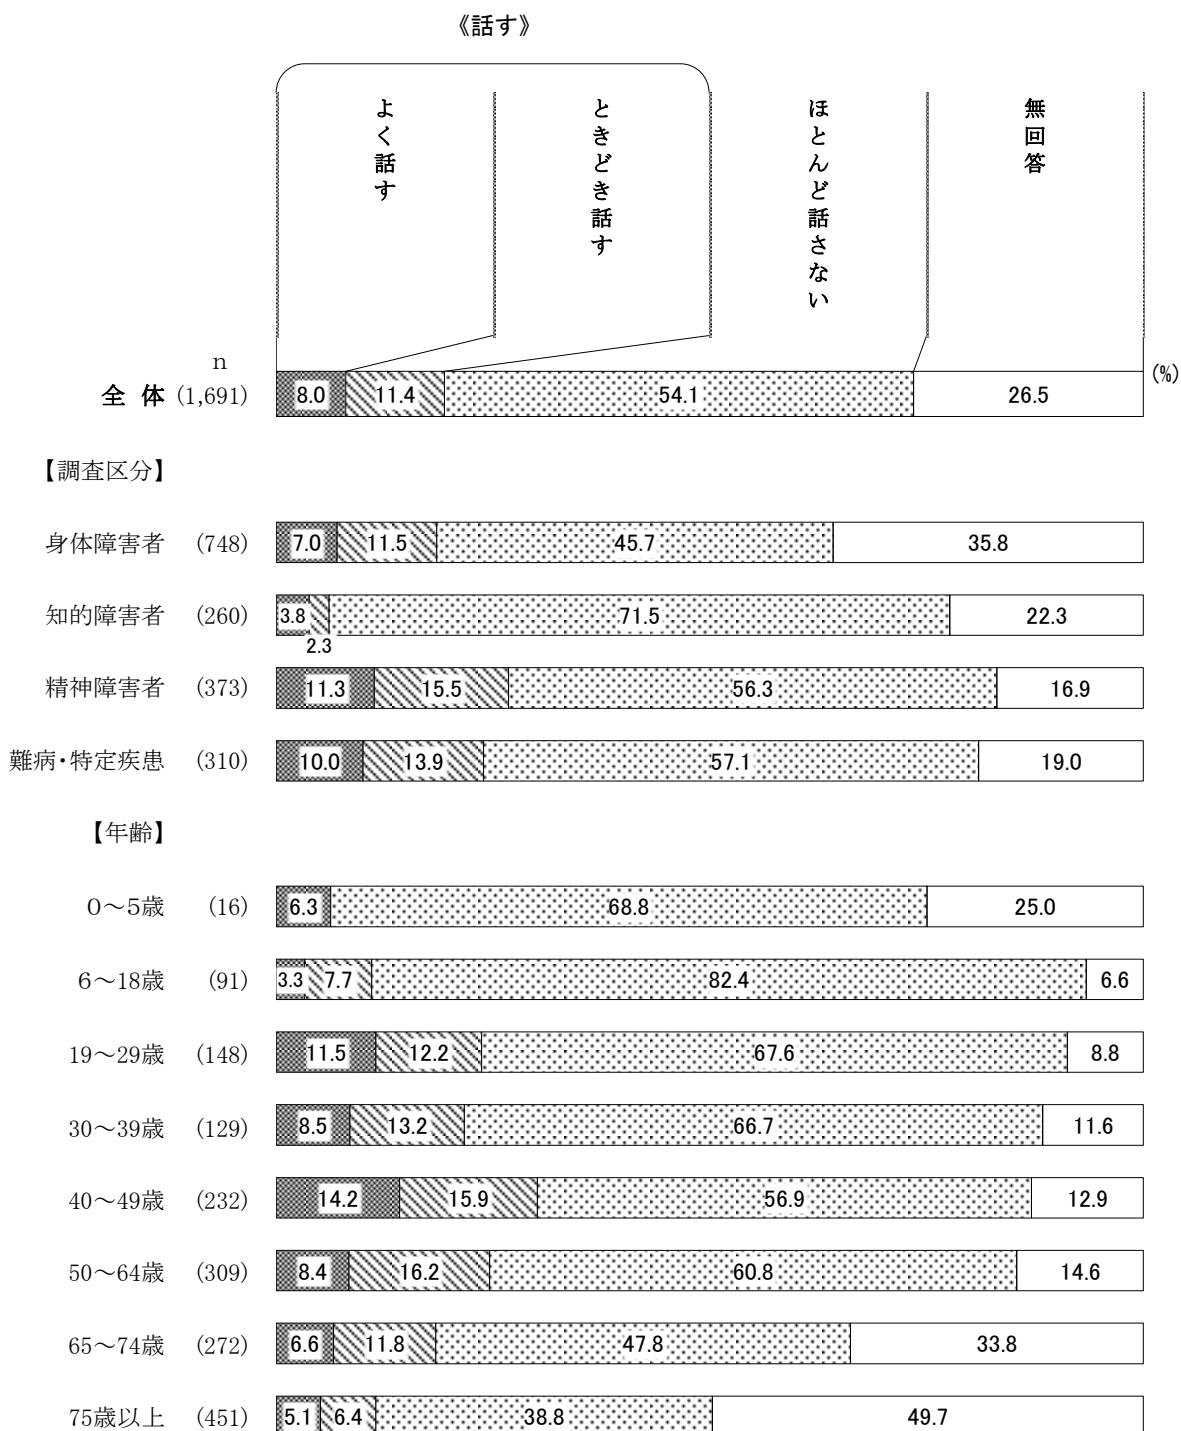 《話す》
よく話す
ときどき話す
ほとんど話さない
無回答
n
(%)
全 体 (1,691) 8.0 11.4 54.1 26.5
【調査区分】
身体障害者 (748) 7.0 11.5 45.7 35.8
知的障害者 (260) 3.8 2.3 71.5 22.3
精神障害者 (373) 11.3 15.5 56.3 16.9
難病・特定疾患 (310) 10.0 13.9 57.1 19.0
【年齢】
0～5歳 (16) 6.3 68.8 25.0
6～18歳 (91) 3.3 7.7 82.4 6.6
19～29歳 (148) 11.5 12.2 67.6 8.8
30～39歳 (129) 8.5 13.2 66.7 11.6
40～49歳 (232) 14.2 15.9 56.9 12.9
50～64歳 (309) 8.4 16.2 60.8 14.6
65～74歳 (272) 6.6 11.8 47.8 33.8
75歳以上 (451) 5.1 6.4 38.8 49.7